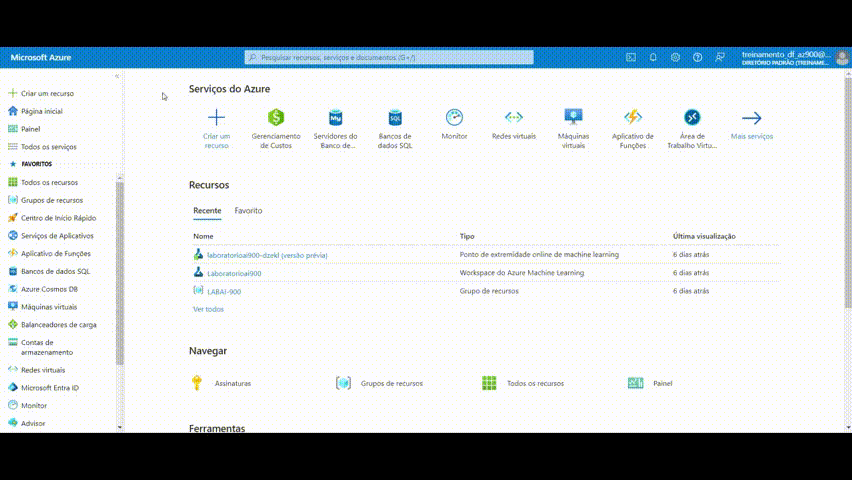 Microsoft Azure
Pesquisar recursos, serviços e documentos (G+/)
treinamento_df_az900@...
DIRETÓRIO PADRÃO (TREINAME...
Criar um recurso
Página inicial
Painel
Todos os serviços
FAVORITOS
Todos os recursos
Grupos de recursos
Centro de Início Rápido
Serviços de Aplicativos
Aplicativo de Funções
Bancos de dados SQL
Azure Cosmos DB
Máquinas virtuais
Balanceadores de carga
Contas de
armazenamento
Redes virtuais
Microsoft Entra ID
Monitor
Advisor
Serviços do Azure
Criar um
recurso
Gerenciamento
de Custos
Servidores do
Banco de...
Bancos de
dados SQL
Monitor
Redes virtuais
Máquinas
virtuais
Aplicativo de
Funções
Área de
Trabalho Virtu...
Mais serviços
Recursos
Recente Favorito
Nome Tipo Última visualização
laboratorioai900-dzekl (versão prévia) Ponto de extremidade online de machine learning 6 dias atrás
Laboratorioai900 Workspace do Azure Machine Learning 6 dias atrás
LABAI-900 Grupo de recursos 6 dias atrás
Ver todos
Navegar
Assinaturas Grupos de recursos Todos os recursos Painel
Ferramentas